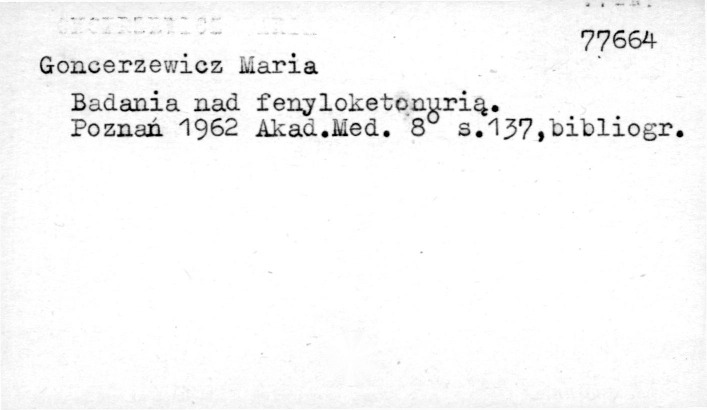 77664
Goncerzewicz Maria
Badania nad fenyloketonurią.
Poznań 1962 Akad.Med. 8° s.137,bibliogr.